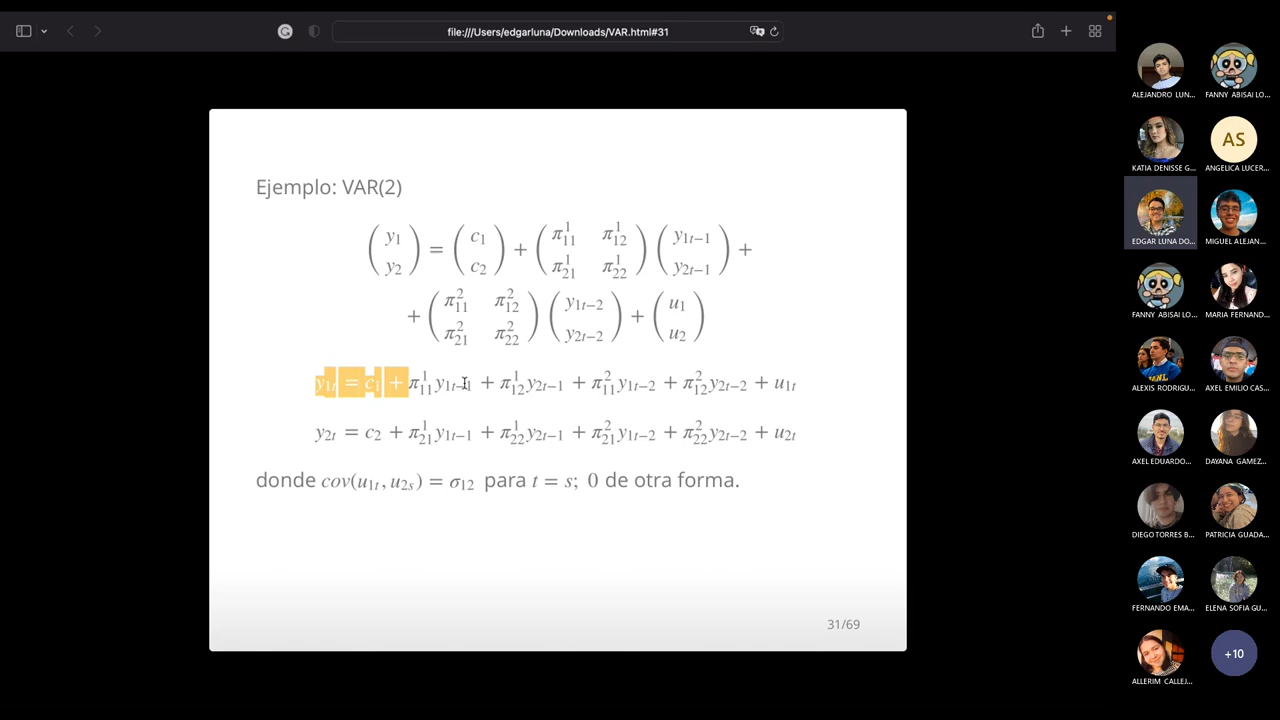 file:///Users/edgarluna/Downloads/VAR.html#31
Ejemplo: VAR(2)
( y₁ ) = ( c₁ ) + ( π¹₁₁ π¹₁₂ ) ( y₁ₜ₋₁ ) +
( y₂ ) ( c₂ ) ( π¹₂₁ π¹₂₂ ) ( y₂ₜ₋₁ )
+ ( π²₁₁ π²₁₂ ) ( y₁ₜ₋₂ ) + ( u₁ )
( π²₂₁ π²₂₂ ) ( y₂ₜ₋₂ ) ( u₂ )
y₁ₜ = c₁ + π¹₁₁y₁ₜ₋₁ + π¹₁₂y₂ₜ₋₁ + π²₁₁y₁ₜ₋₂ + π²₁₂y₂ₜ₋₂ + u₁ₜ
y₂ₜ = c₂ + π¹₂₁y₁ₜ₋₁ + π¹₂₂y₂ₜ₋₁ + π²₂₁y₁ₜ₋₂ + π²₂₂y₂ₜ₋₂ + u₂ₜ
donde cov(u₁ₜ, u₂ₛ) = σ₁₂ para t = s; 0 de otra forma.
31/69
ALEJANDRO LUN...
FANNY ABISAI LO...
KATIA DENISSE G...
AS
ANGELICA LUCER...
EDGAR LUNA DO...
MIGUEL ALEJAN...
FANNY ABISAI LO...
MARIA FERNAND...
ALEXIS RODRIGU...
AXEL EMILIO CAS...
AXEL EDUARDO...
DAYANA GAMEZ...
DIEGO TORRES B...
PATRICIA GUADA...
FERNANDO EMA...
ELENA SOFIA GU...
ALLERIM CALLEJ...
+10